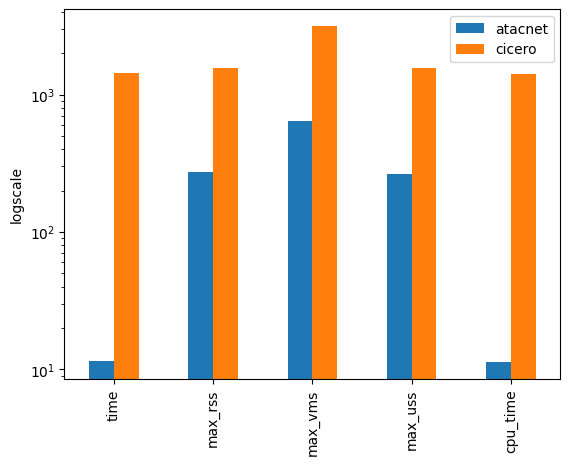 atacnet
cicero
logscale
10³
10²
10¹
time
max_rss
max_vms
max_uss
cpu_time